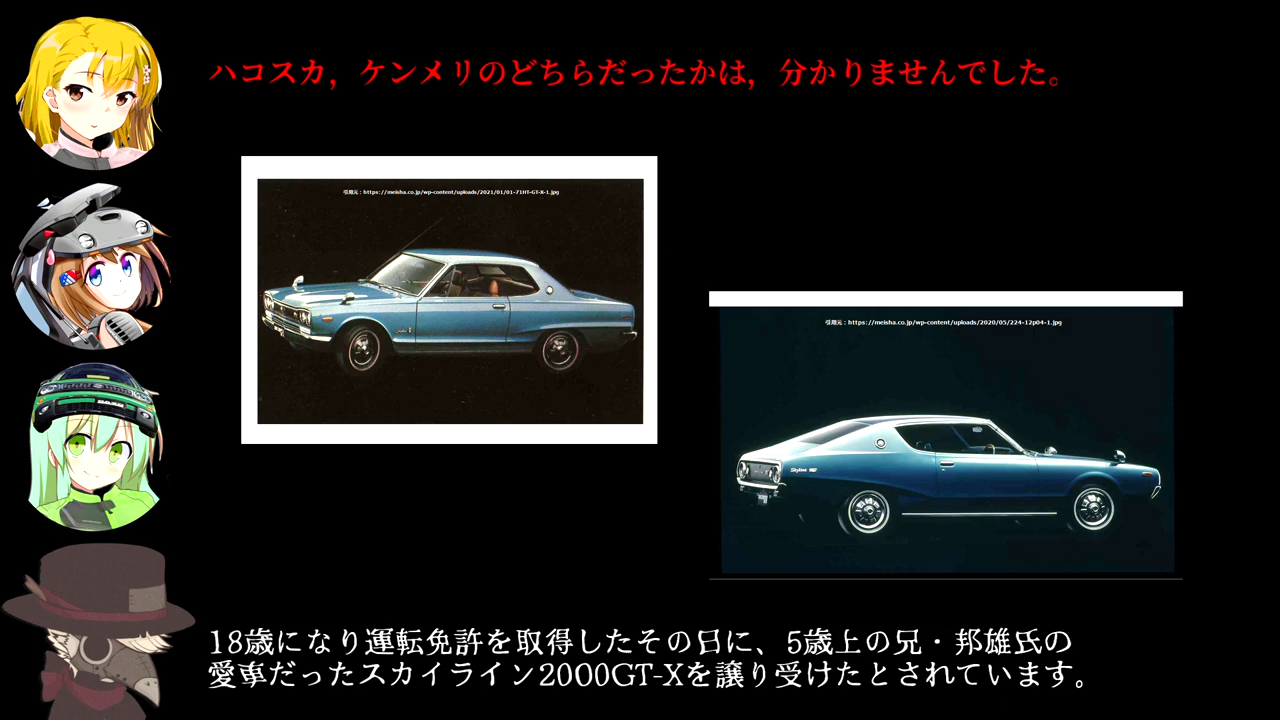 ハコスカ，ケンメリのどちらだったかは，分かりませんでした。
引用元：https://meisha.co.jp/wp-content/uploads/2021/01/01-71HT-GT-X-1.jpg
引用元：https://meisha.co.jp/wp-content/uploads/2020/05/224-12p04-1.jpg
Skyline
18歳になり運転免許を取得したその日に、5歳上の兄・邦雄氏の
愛車だったスカイライン2000GT-Xを譲り受けたとされています。